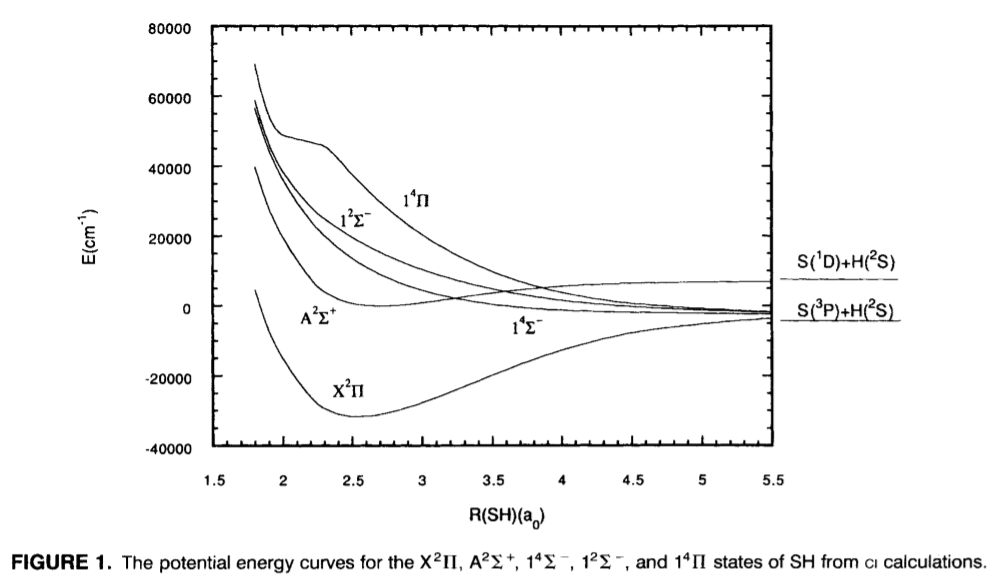 80000
60000
40000
20000
0
-20000
-40000
E(cm⁻¹)
1⁴Π
1²Σ⁻
A²Σ⁺
1⁴Σ⁻
X²Π
S(¹D)+H(²S)
S(³P)+H(²S)
1.5 2 2.5 3 3.5 4 4.5 5 5.5
R(SH)(a₀)
FIGURE 1. The potential energy curves for the X²Π, A²Σ⁺, 1⁴Σ⁻, 1²Σ⁻, and 1⁴Π states of SH from CI calculations.